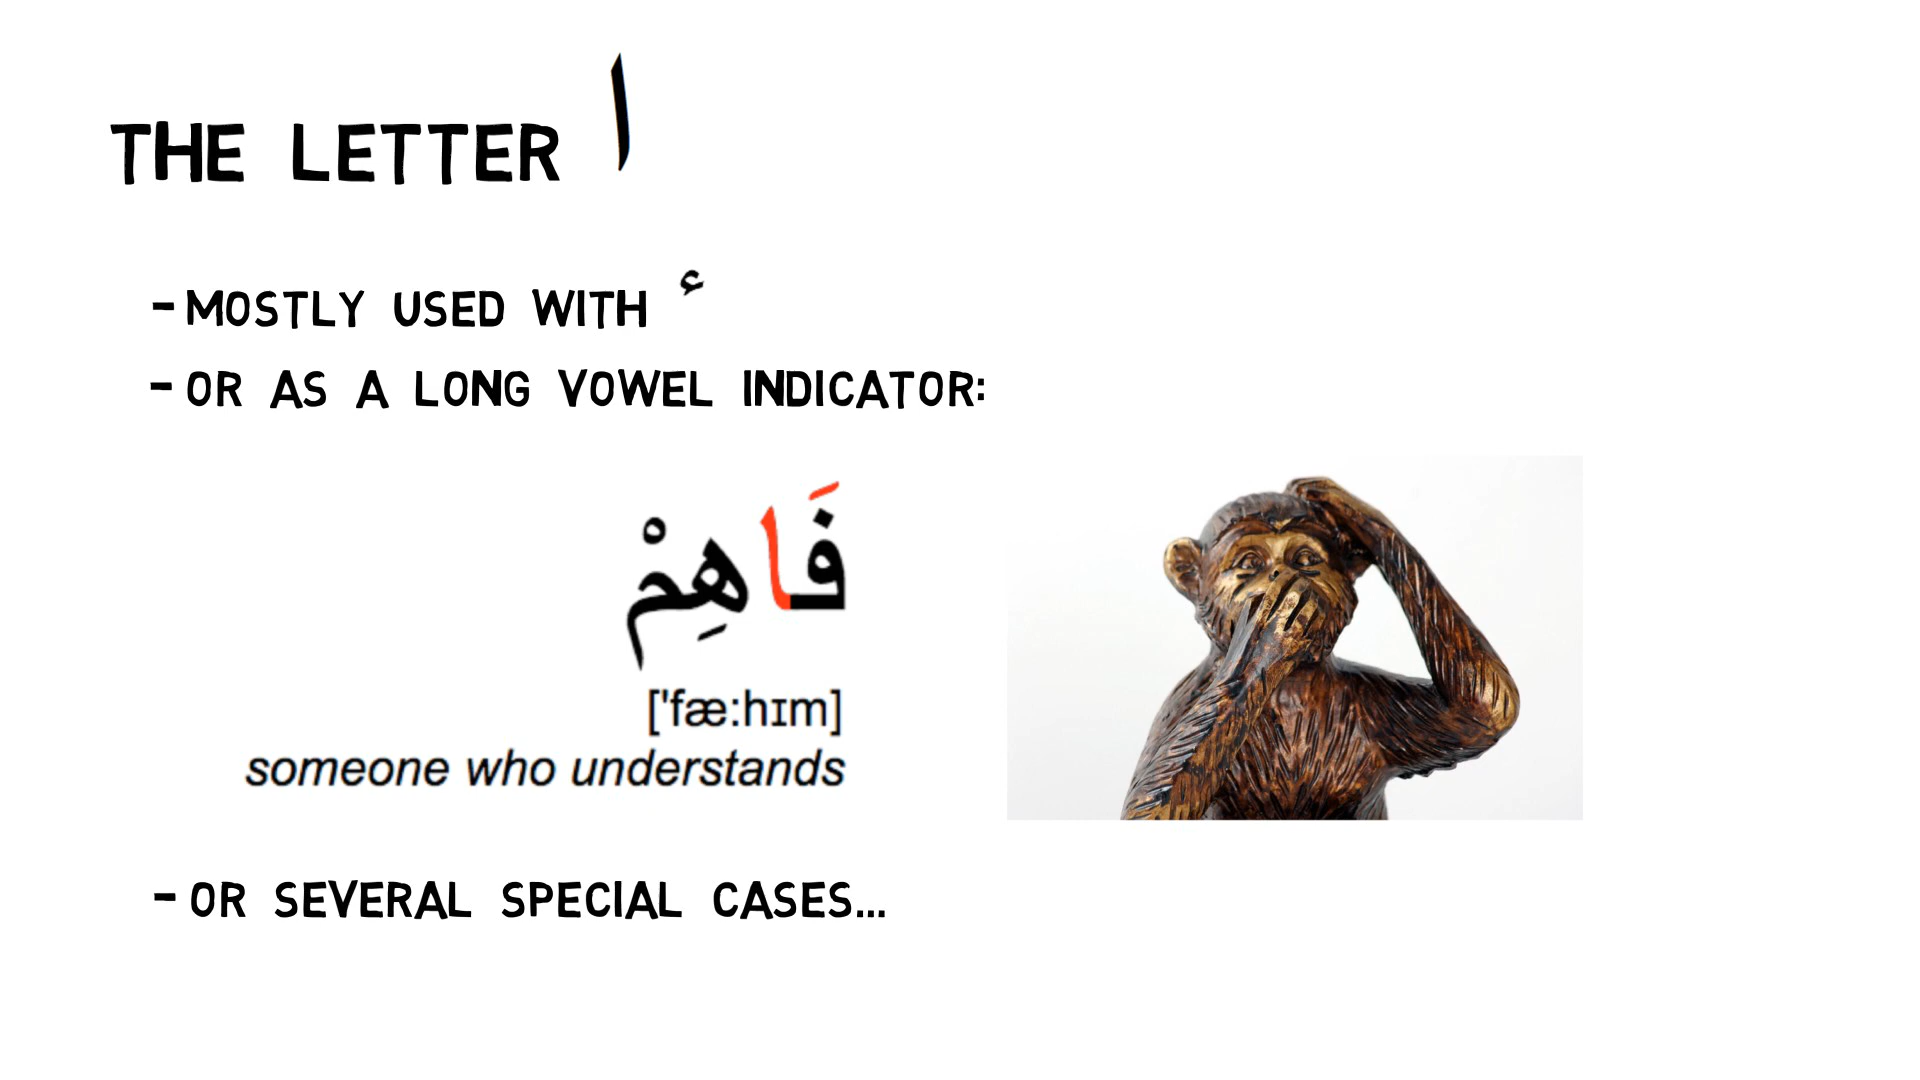 THE LETTER ا
- MOSTLY USED WITH ء
- OR AS A LONG VOWEL INDICATOR:
فَاهِمْ
['fæ:hɪm]
someone who understands
- OR SEVERAL SPECIAL CASES...